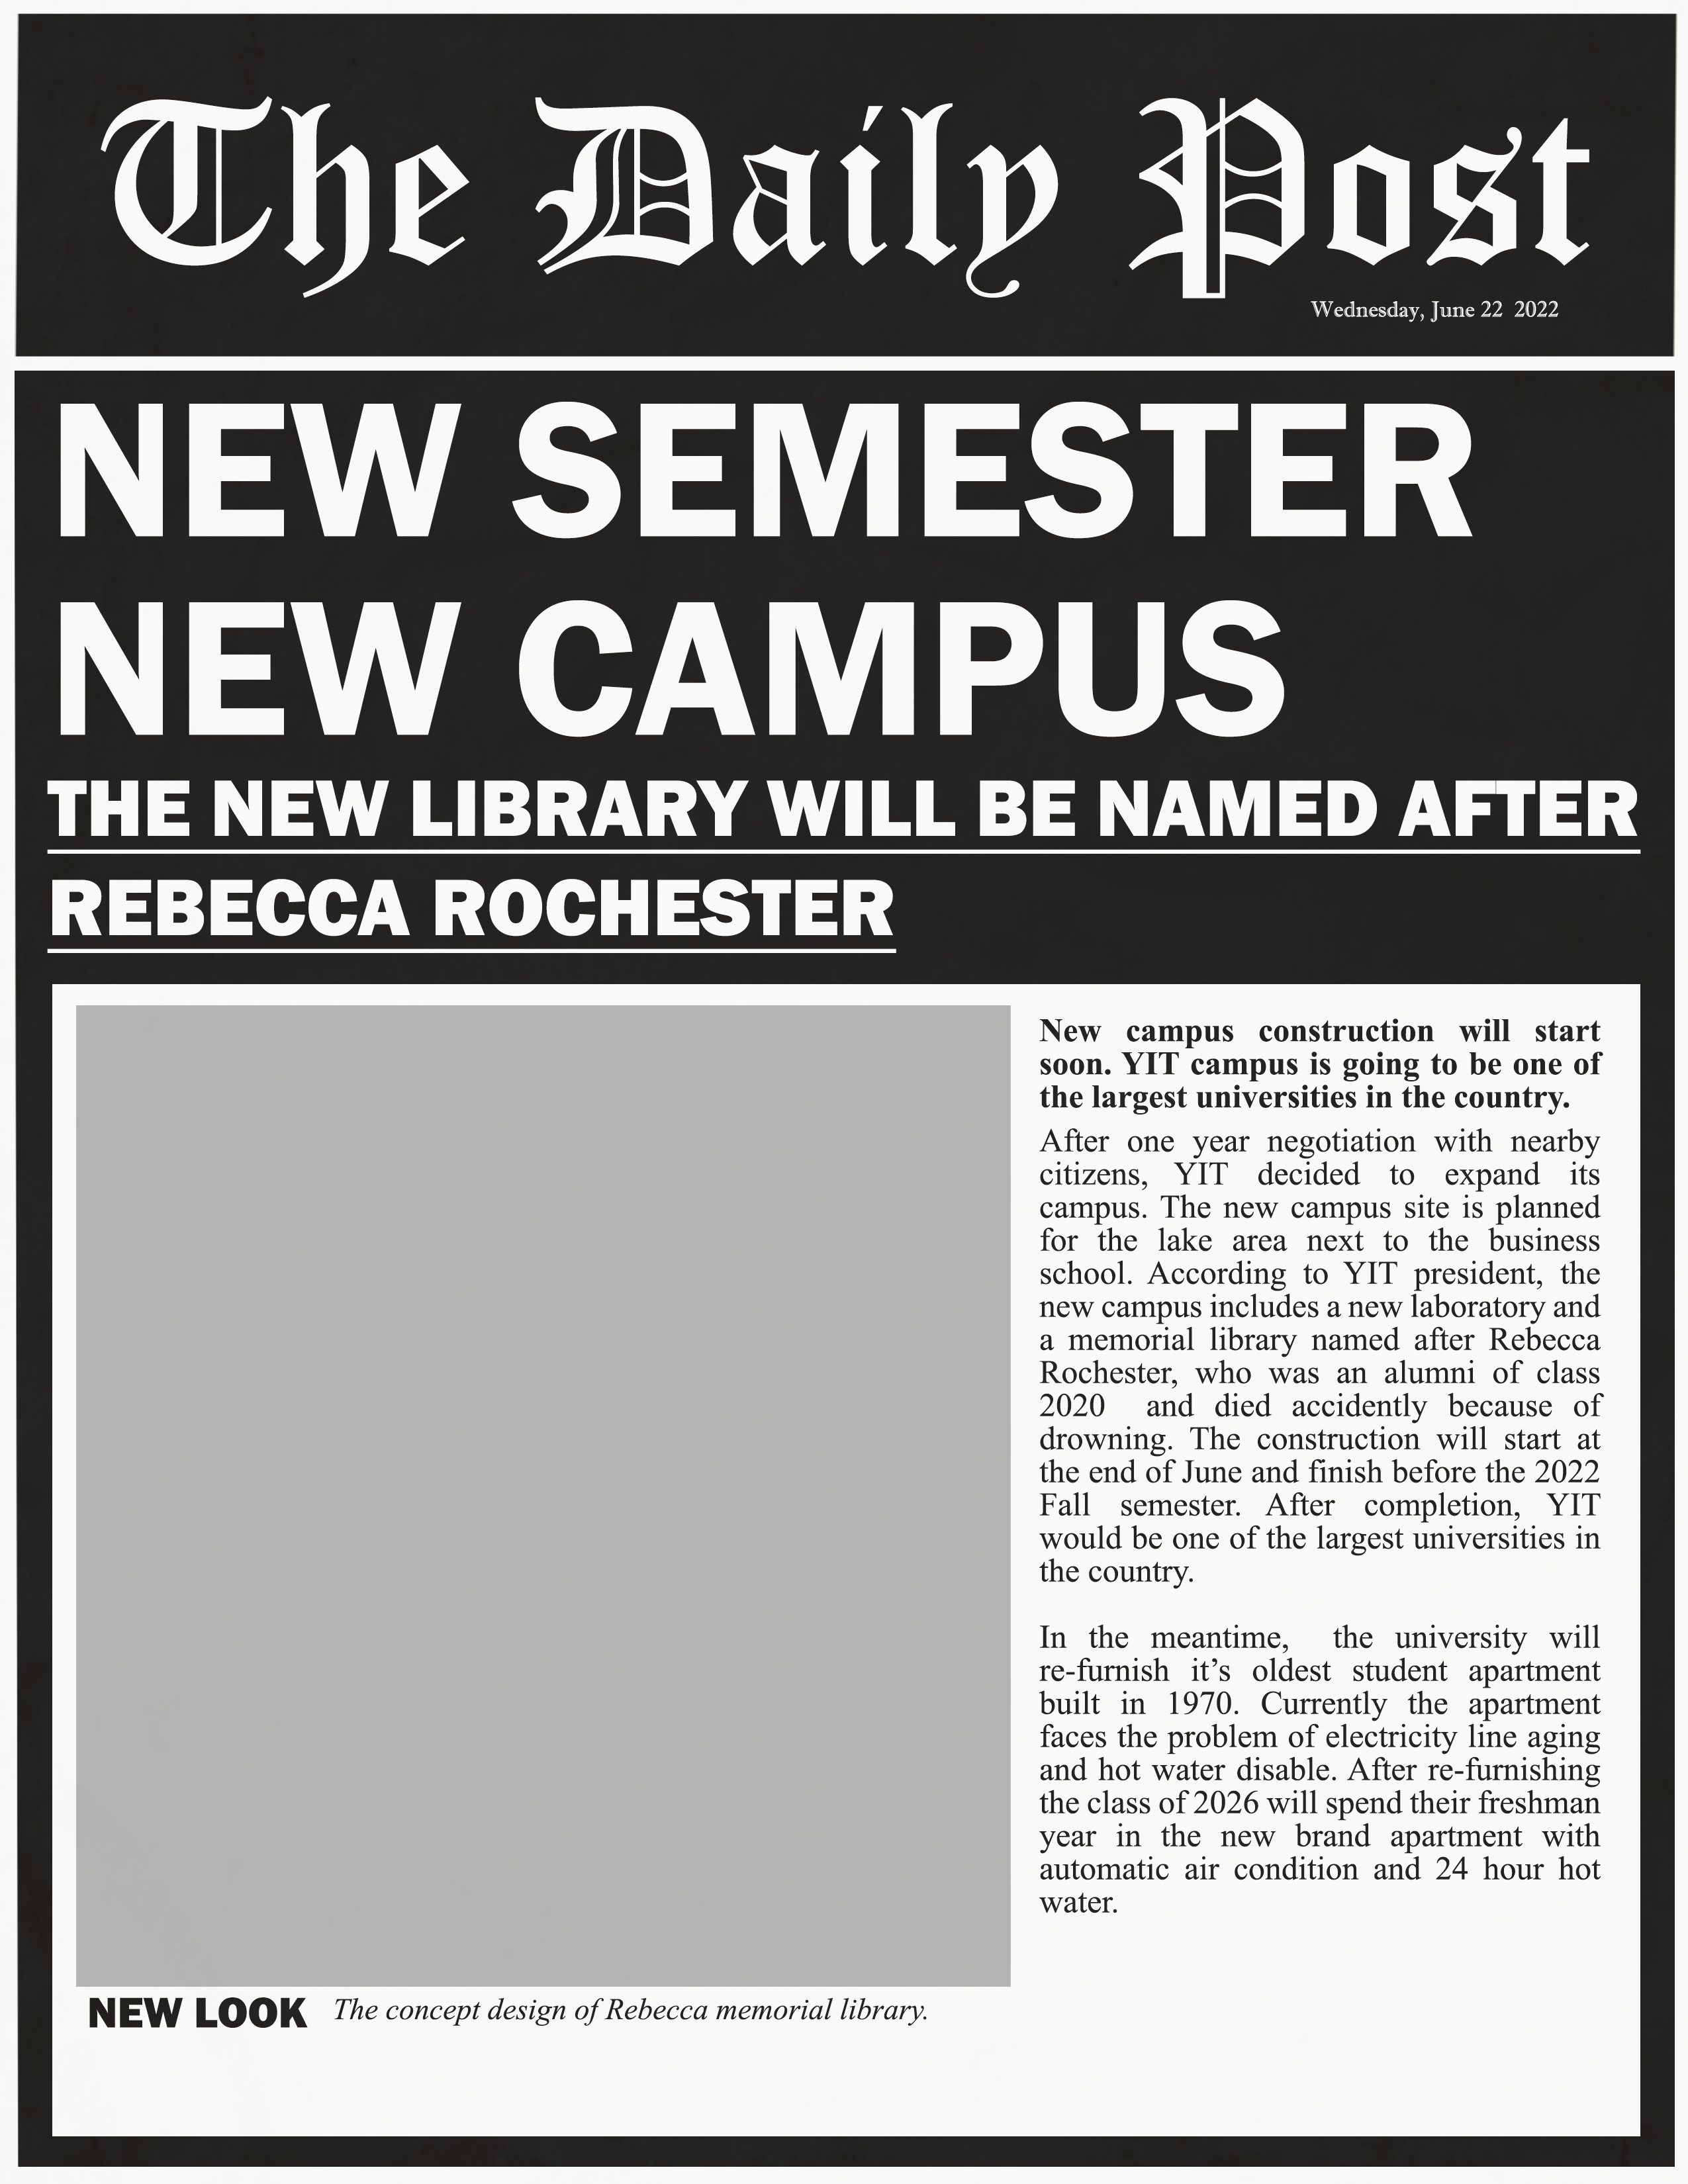 The Daily Post
Wednesday, June 22  2022
NEW SEMESTER
NEW CAMPUS
THE NEW LIBRARY WILL BE NAMED AFTER
REBECCA ROCHESTER
New campus construction will start
soon. YIT campus is going to be one of
the largest universities in the country.
After one year negotiation with nearby
citizens, YIT decided to expand its
campus. The new campus site is planned
for the lake area next to the business
school. According to YIT president, the
new campus includes a new laboratory and
a memorial library named after Rebecca
Rochester, who was an alumni of class
2020  and died accidently because of
drowning. The construction will start at
the end of June and finish before the 2022
Fall semester. After completion, YIT
would be one of the largest universities in
the country.
In the meantime,  the university will
re-furnish it’s oldest student apartment
built in 1970. Currently the apartment
faces the problem of electricity line aging
and hot water disable. After re-furnishing
the class of 2026 will spend their freshman
year in the new brand apartment with
automatic air condition and 24 hour hot
water.
NEW LOOK The concept design of Rebecca memorial library.